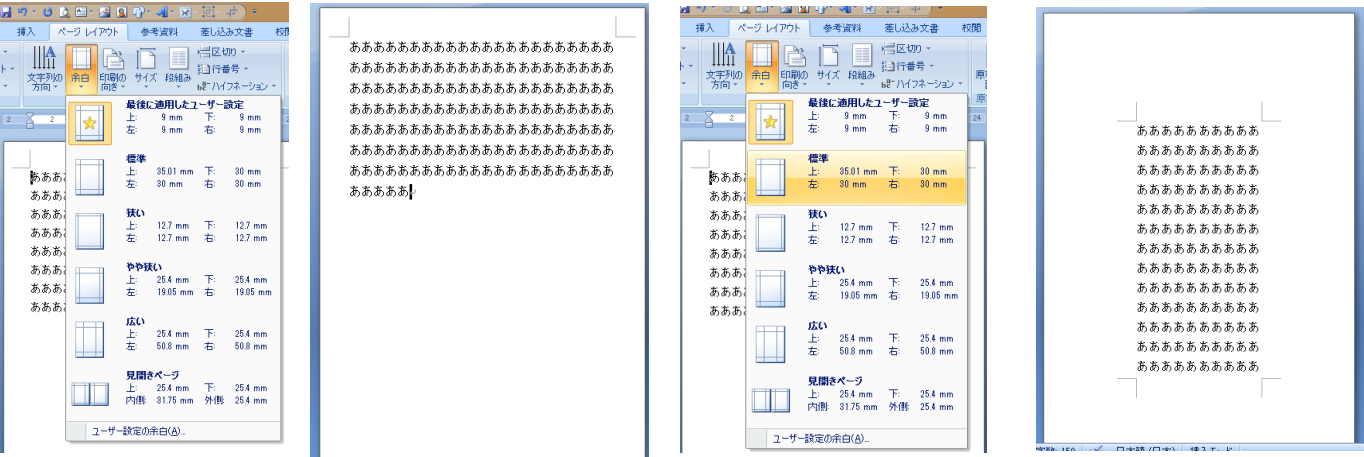 挿入 ページ レイアウト 参考資料 差し込み文書 校閲
文字列の方向 余白 印刷の向き サイズ 段組み
区切り
行番号
ハイフネーション
最後に適用したユーザー設定
上: 9 mm 下: 9 mm
左: 9 mm 右: 9 mm
標準
上: 35.01 mm 下: 30 mm
左: 30 mm 右: 30 mm
狭い
上: 12.7 mm 下: 12.7 mm
左: 12.7 mm 右: 12.7 mm
やや狭い
上: 25.4 mm 下: 25.4 mm
左: 19.05 mm 右: 19.05 mm
広い
上: 25.4 mm 下: 25.4 mm
左: 50.8 mm 右: 50.8 mm
見開きページ
上: 25.4 mm 下: 25.4 mm
内側: 31.75 mm 外側: 25.4 mm
ユーザー設定の余白(A)...
あああ
あああ
あああ
あああ
あああ
あああ
あああ
あああ
ああああああああああああああああああああああ
ああああああああああああああああああああああ
ああああああああああああああああああああああ
ああああああああああああああああああああああ
ああああああああああああああああああああああ
ああああああああああああああああああああああ
ああああああああああああああああああああああ
あああああ
挿入 ページ レイアウト 参考資料 差し込み文書 校閲
文字列の方向 余白 印刷の向き サイズ 段組み
区切り
行番号
ハイフネーション
最後に適用したユーザー設定
上: 9 mm 下: 9 mm
左: 9 mm 右: 9 mm
標準
上: 35.01 mm 下: 30 mm
左: 30 mm 右: 30 mm
狭い
上: 12.7 mm 下: 12.7 mm
左: 12.7 mm 右: 12.7 mm
やや狭い
上: 25.4 mm 下: 25.4 mm
左: 19.05 mm 右: 19.05 mm
広い
上: 25.4 mm 下: 25.4 mm
左: 50.8 mm 右: 50.8 mm
見開きページ
上: 25.4 mm 下: 25.4 mm
内側: 31.75 mm 外側: 25.4 mm
ユーザー設定の余白(A)...
あああ
あああ
あああ
あああ
あああ
あああ
あああ
あああ
ああああああああああ
ああああああああああ
ああああああああああ
ああああああああああ
ああああああああああ
ああああああああああ
ああああああああああ
ああああああああああ
ああああああああああ
ああああああああああ
ああああああああああ
ああああああああああ
ああああああああああ